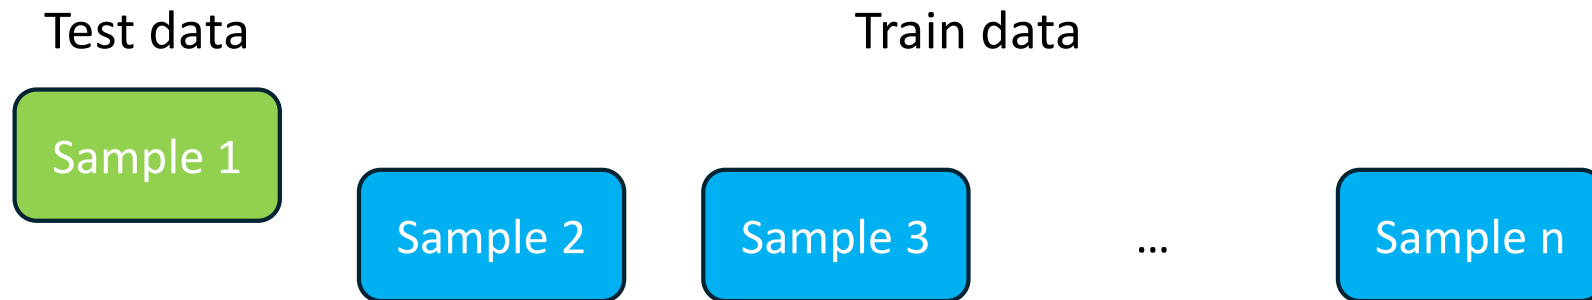 Test data
Train data
Sample 1
Sample 2
Sample 3
...
Sample n